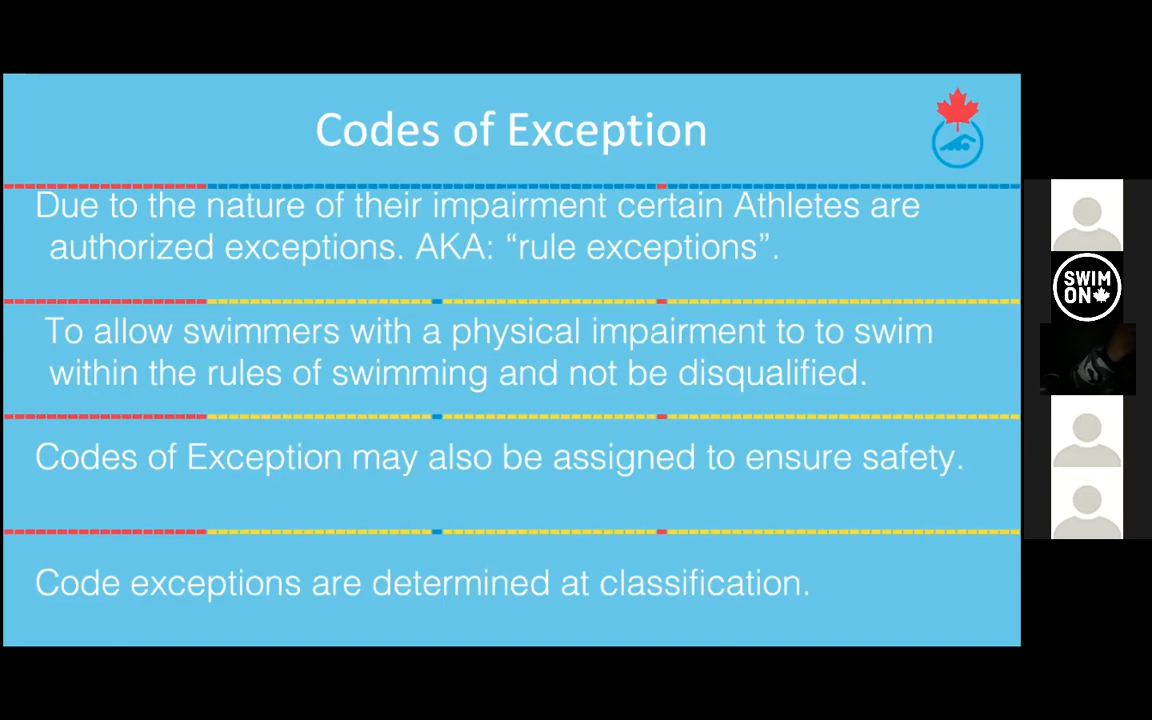 Codes of Exception
Due to the nature of their impairment certain Athletes are
authorized exceptions. AKA: “rule exceptions”.
To allow swimmers with a physical impairment to to swim
within the rules of swimming and not be disqualified.
Codes of Exception may also be assigned to ensure safety.
Code exceptions are determined at classification.
SWIM
ON